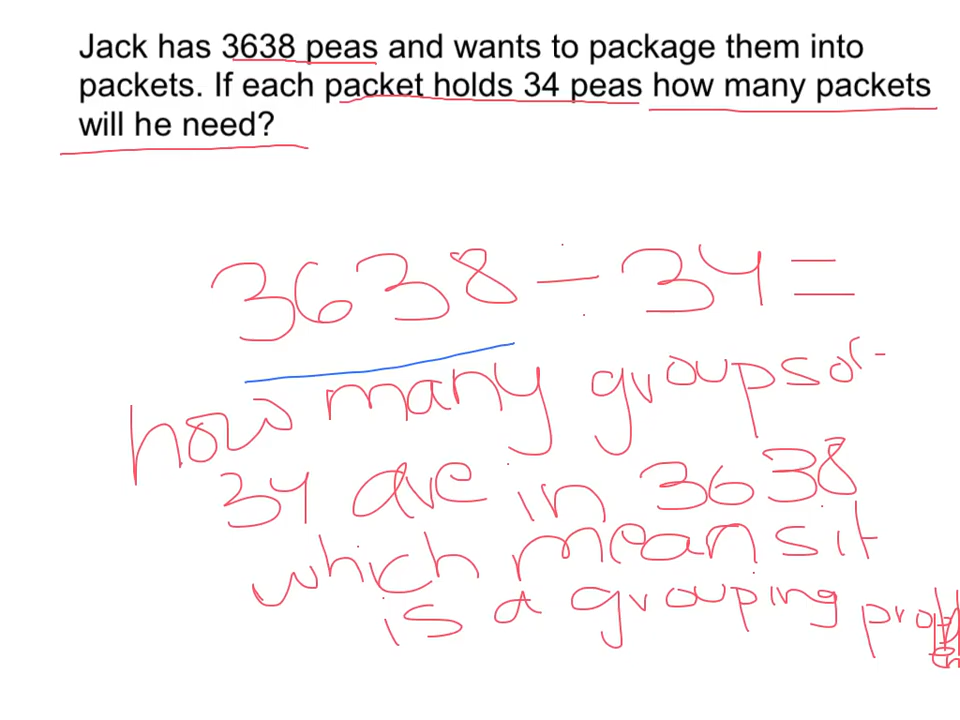 Jack has 3638 peas and wants to package them into
packets. If each packet holds 34 peas how many packets
will he need?
3638 ÷ 34 =
how many groups of
34 are in 3638
which means it
is a grouping problem